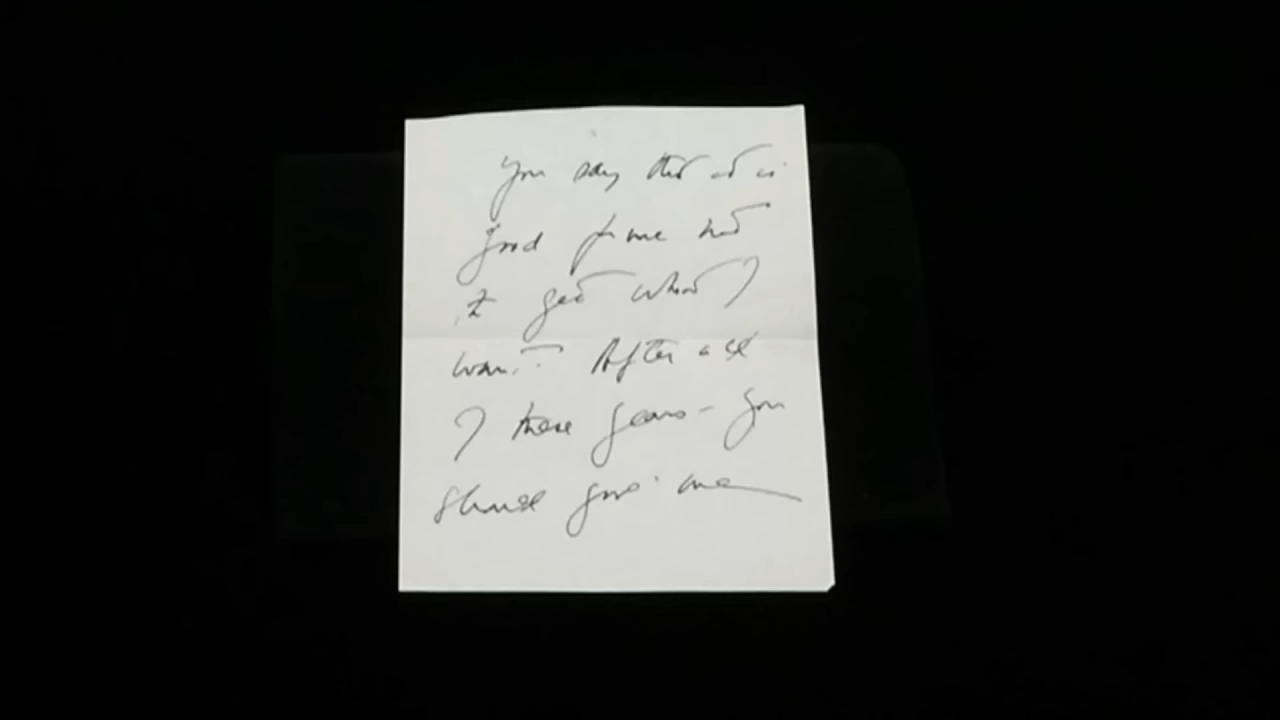 You say that it is
good for me not
to get what I
want. After all
these years - you
should give me